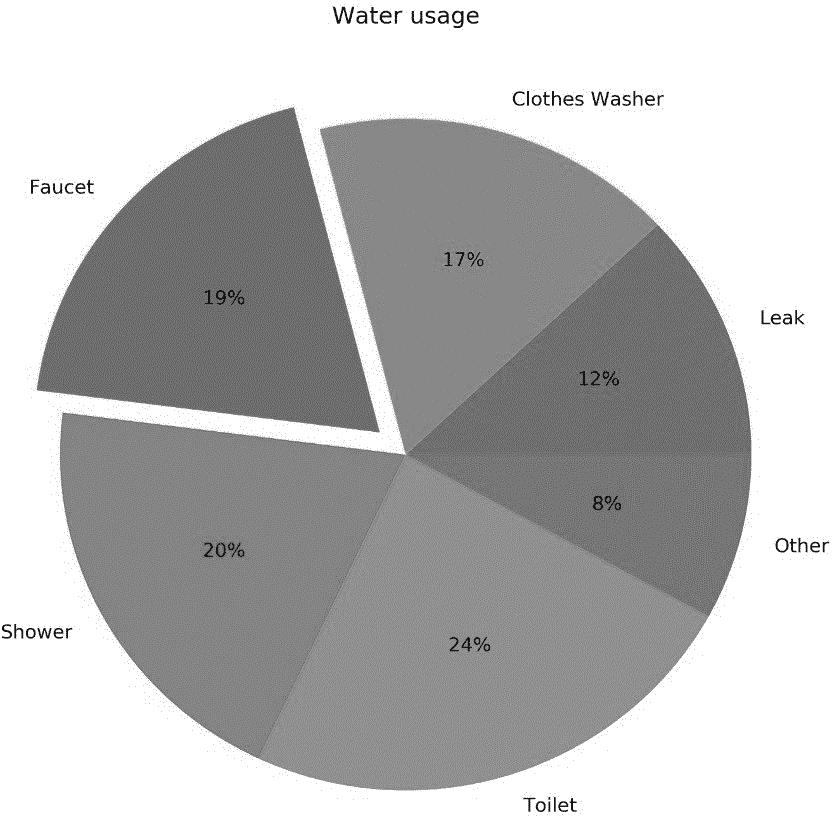 Water usage
Clothes Washer
Faucet
17%
19%
Leak
12%
8%
Other
20%
Shower
24%
Toilet